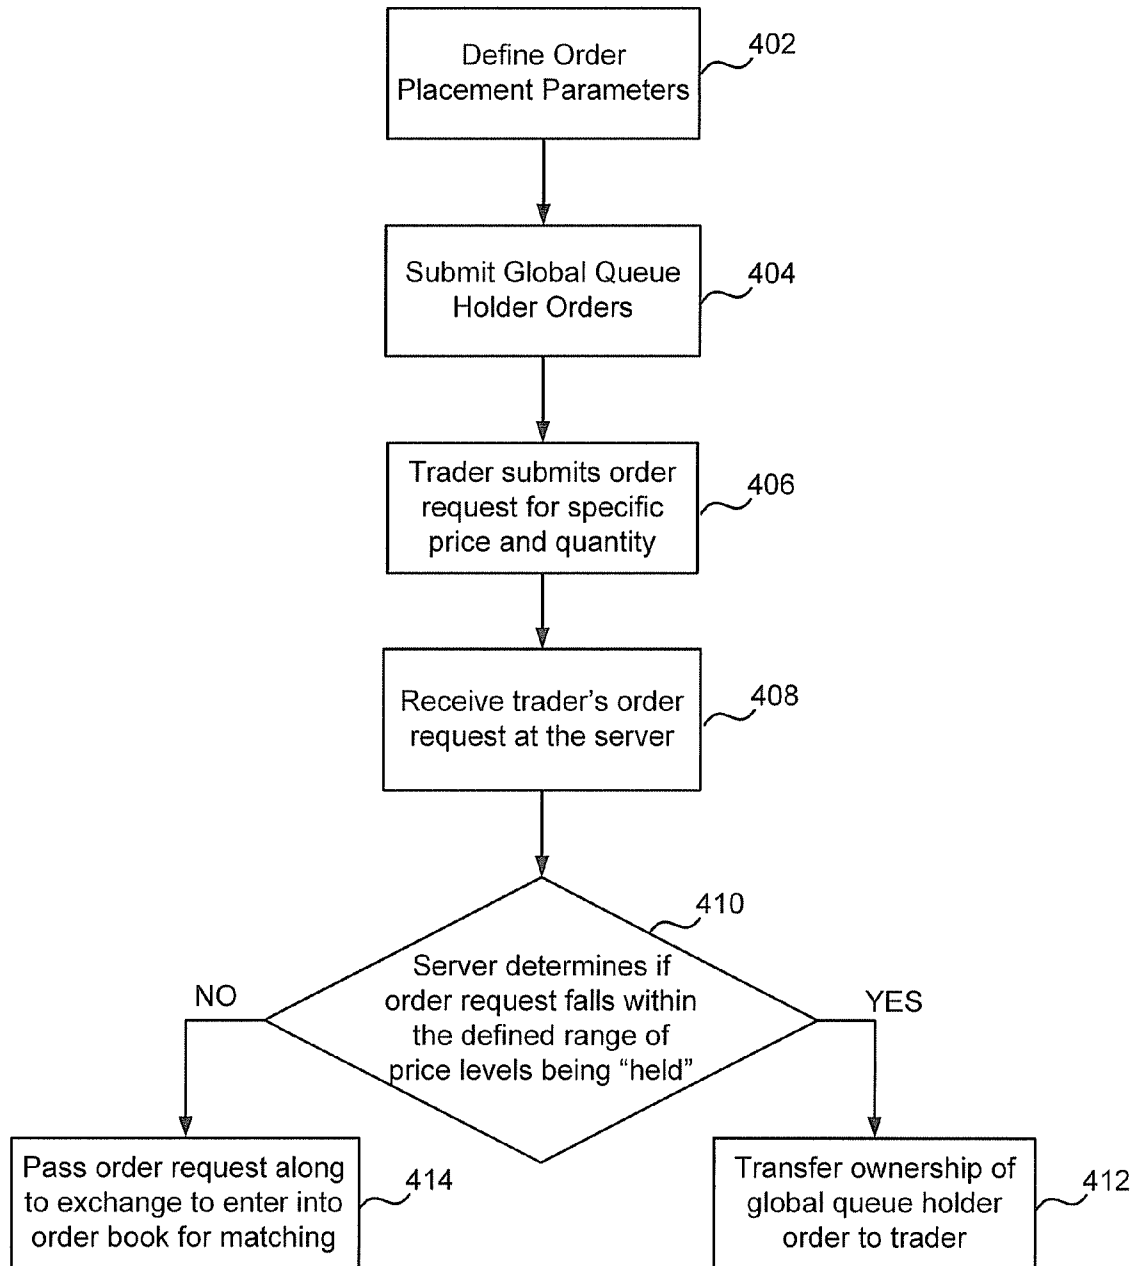 Define Order
Placement Parameters
402
Submit Global Queue
Holder Orders
404
Trader submits order
request for specific
price and quantity
406
Receive trader's order
request at the server
408
410
Server determines if
order request falls within
the defined range of
price levels being “held”
NO
YES
Pass order request along
to exchange to enter into
order book for matching
414
Transfer ownership of
global queue holder
order to trader
412